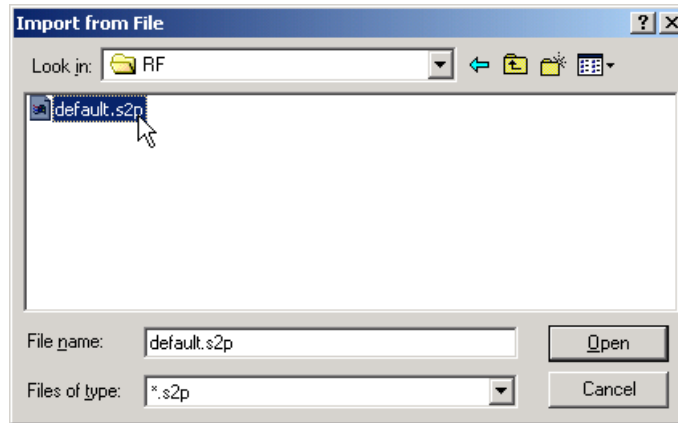 Import from File
Look in: RF
default.s2p
File name: default.s2p
Open
Files of type: *.s2p
Cancel